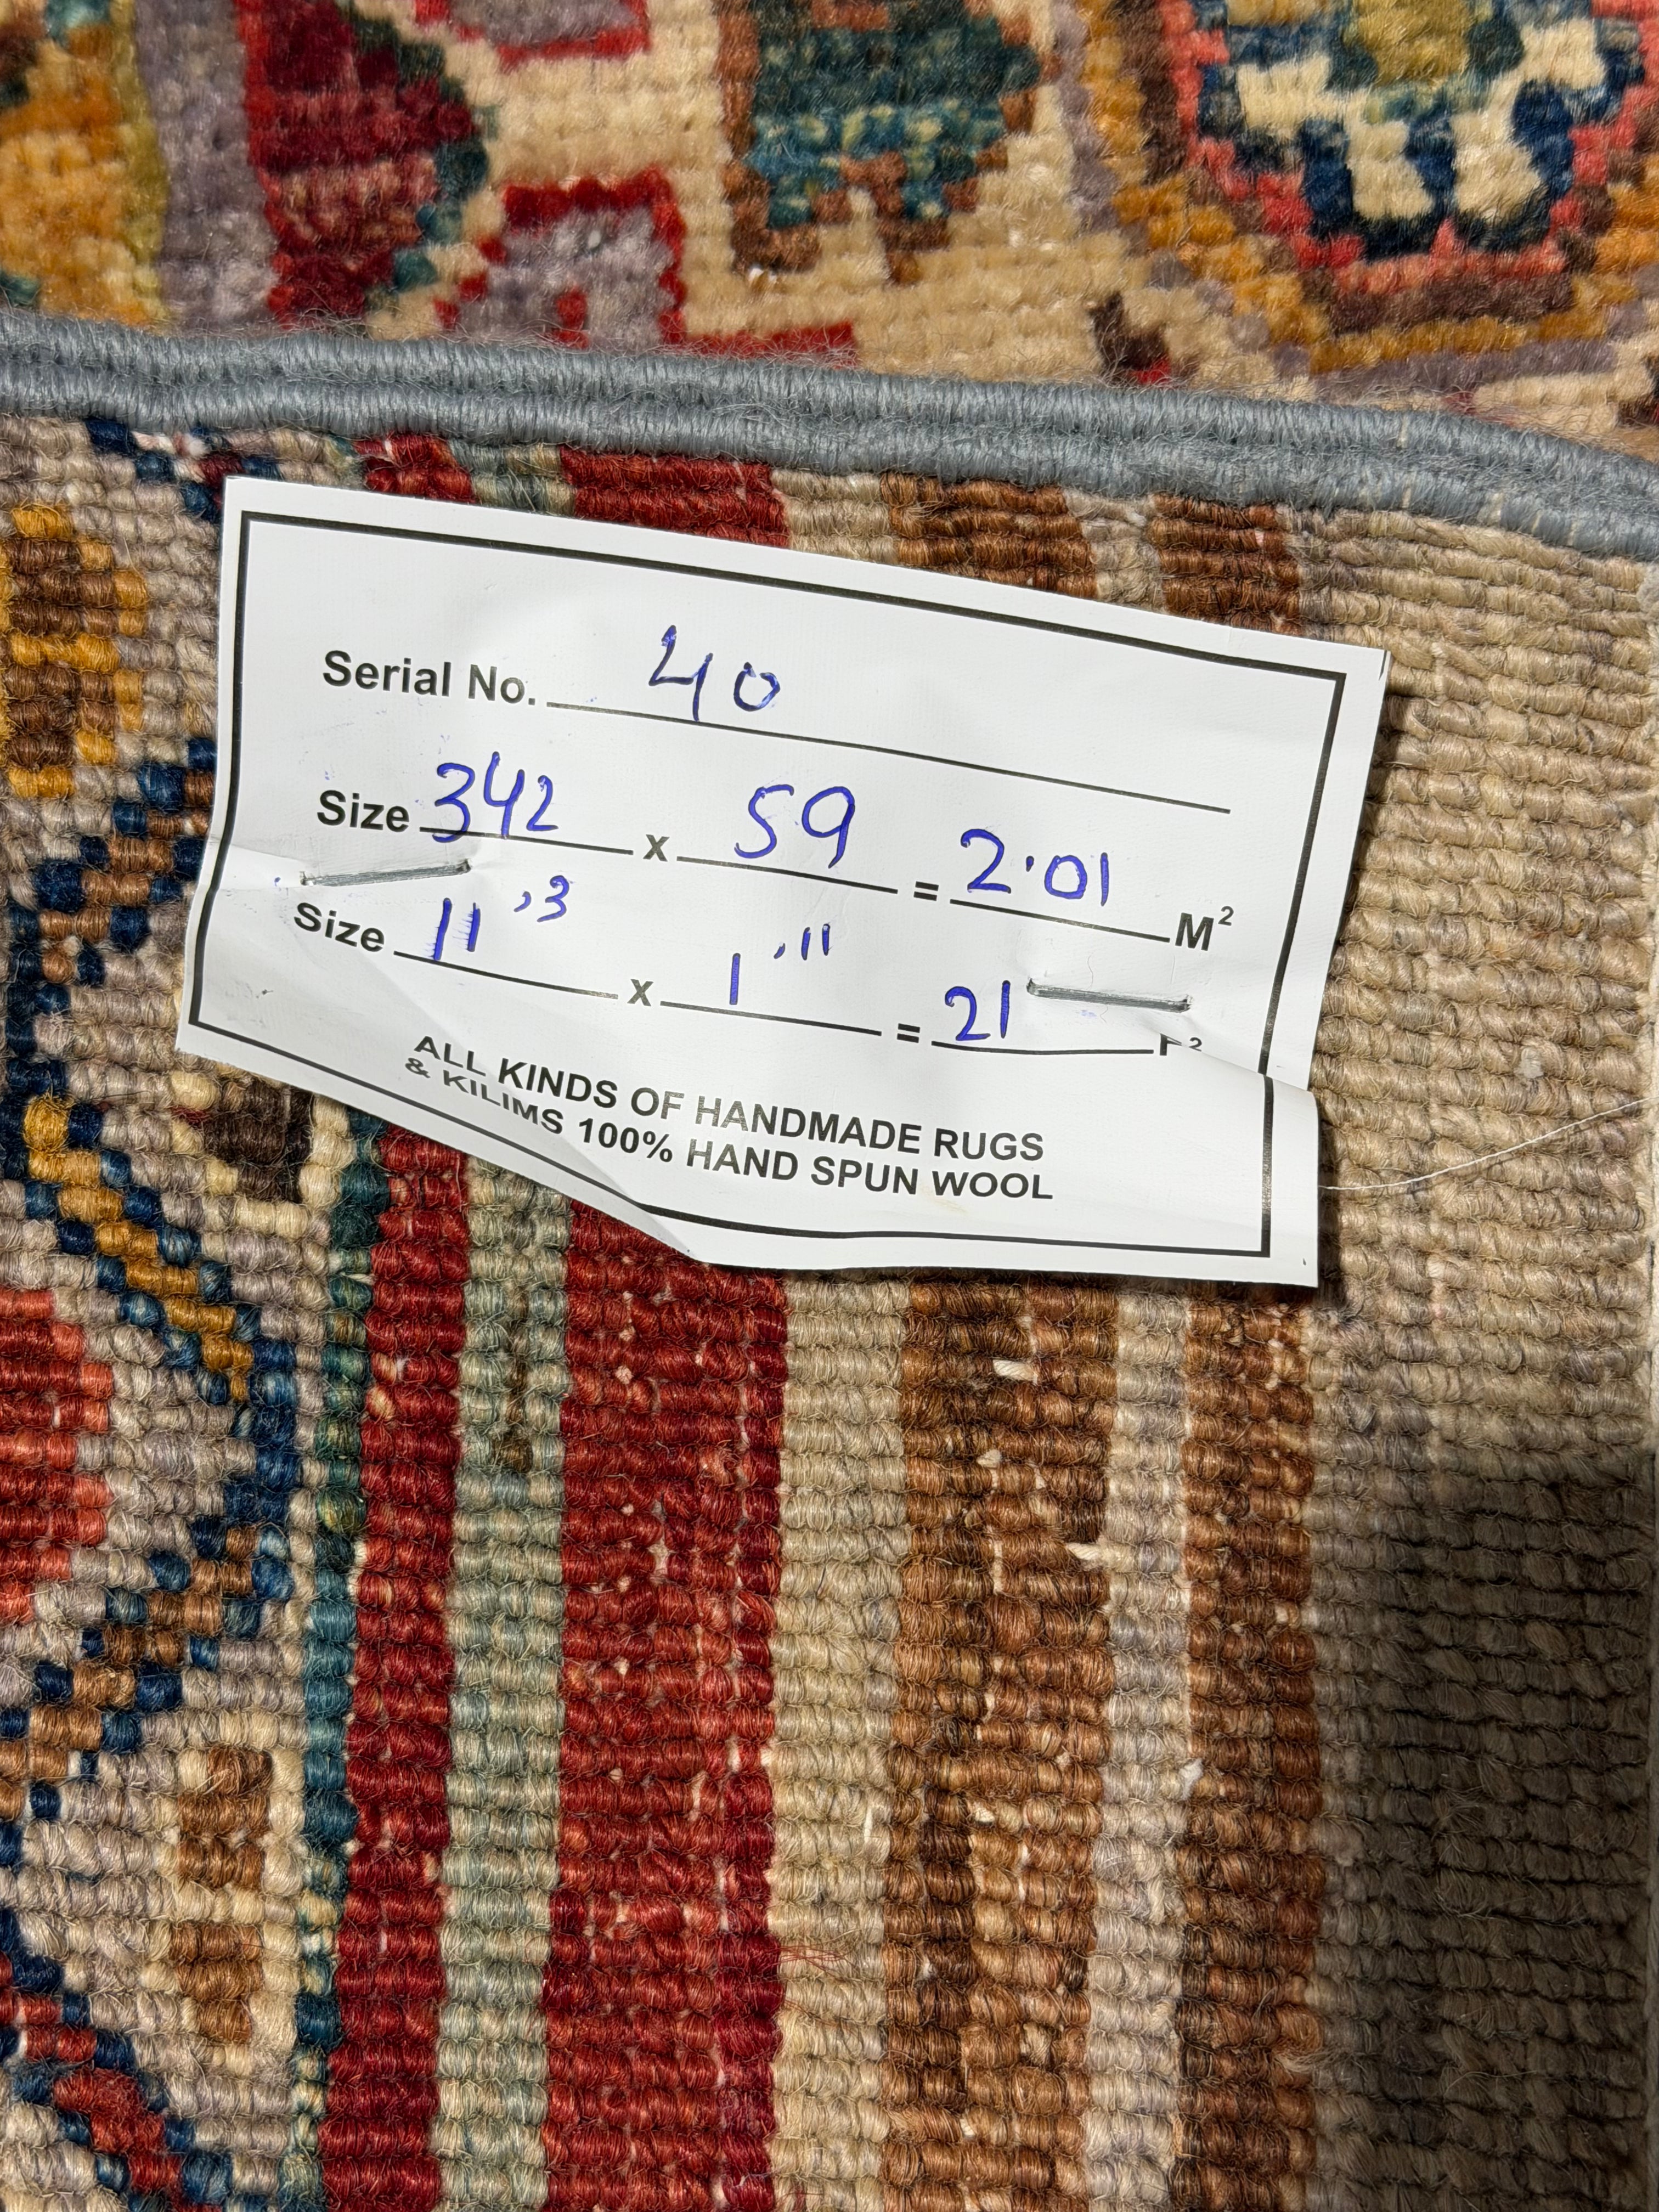 Serial No. 40
Size 342 x 59 = 2.01 M²
Size 11'3 x 1'11 = 21 F²
ALL KINDS OF HANDMADE RUGS
& KILIMS 100% HAND SPUN WOOL